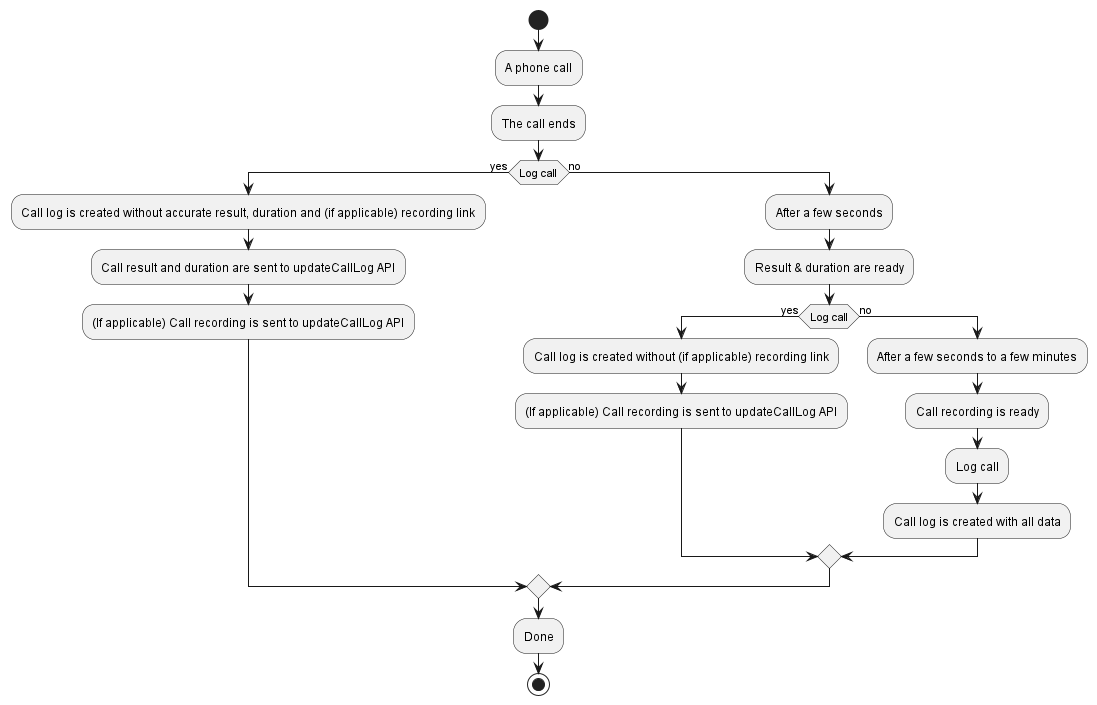 A phone call
The call ends
yes
Log call
no
Call log is created without accurate result, duration and (if applicable) recording link
Call result and duration are sent to updateCallLog API
(If applicable) Call recording is sent to updateCallLog API
After a few seconds
Result & duration are ready
yes
Log call
no
Call log is created without (if applicable) recording link
(If applicable) Call recording is sent to updateCallLog API
After a few seconds to a few minutes
Call recording is ready
Log call
Call log is created with all data
Done